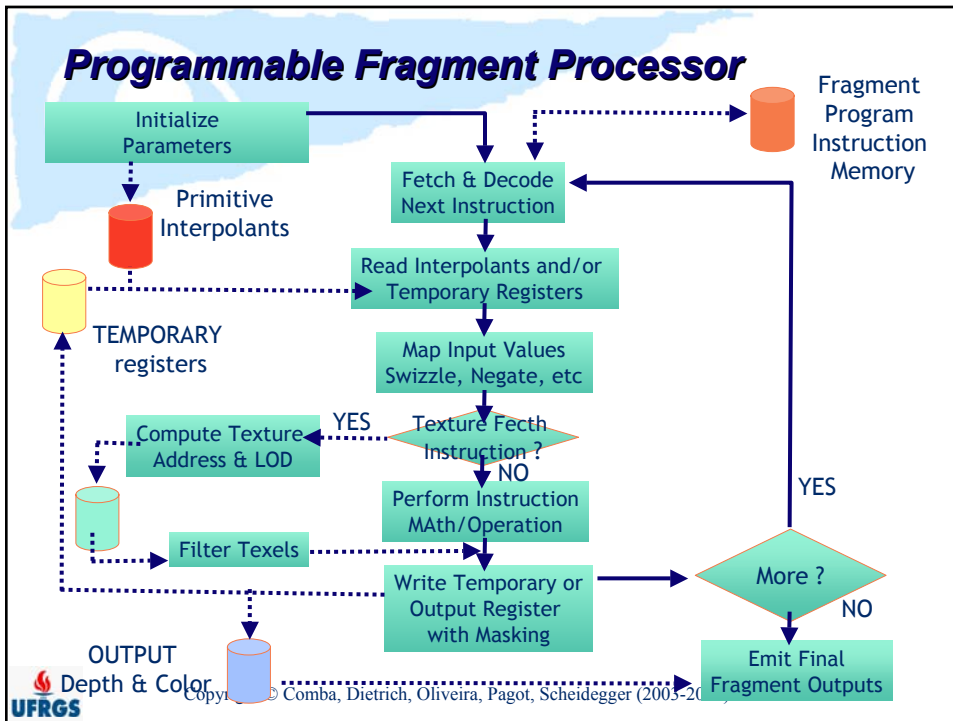 Programmable Fragment Processor
Initialize
Parameters
Fragment
Program
Instruction
Memory
Fetch & Decode
Next Instruction
Primitive
Interpolants
Read Interpolants and/or
Temporary Registers
TEMPORARY
registers
Map Input Values
Swizzle, Negate, etc
Texture Fecth
Instruction ?
YES
NO
Compute Texture
Address & LOD
Perform Instruction
MAth/Operation
YES
Filter Texels
Write Temporary or
Output Register
with Masking
More ?
NO
OUTPUT
Depth & Color
Emit Final
Fragment Outputs
© Comba, Dietrich, Oliveira, Pagot, Scheidegger
UFRGS